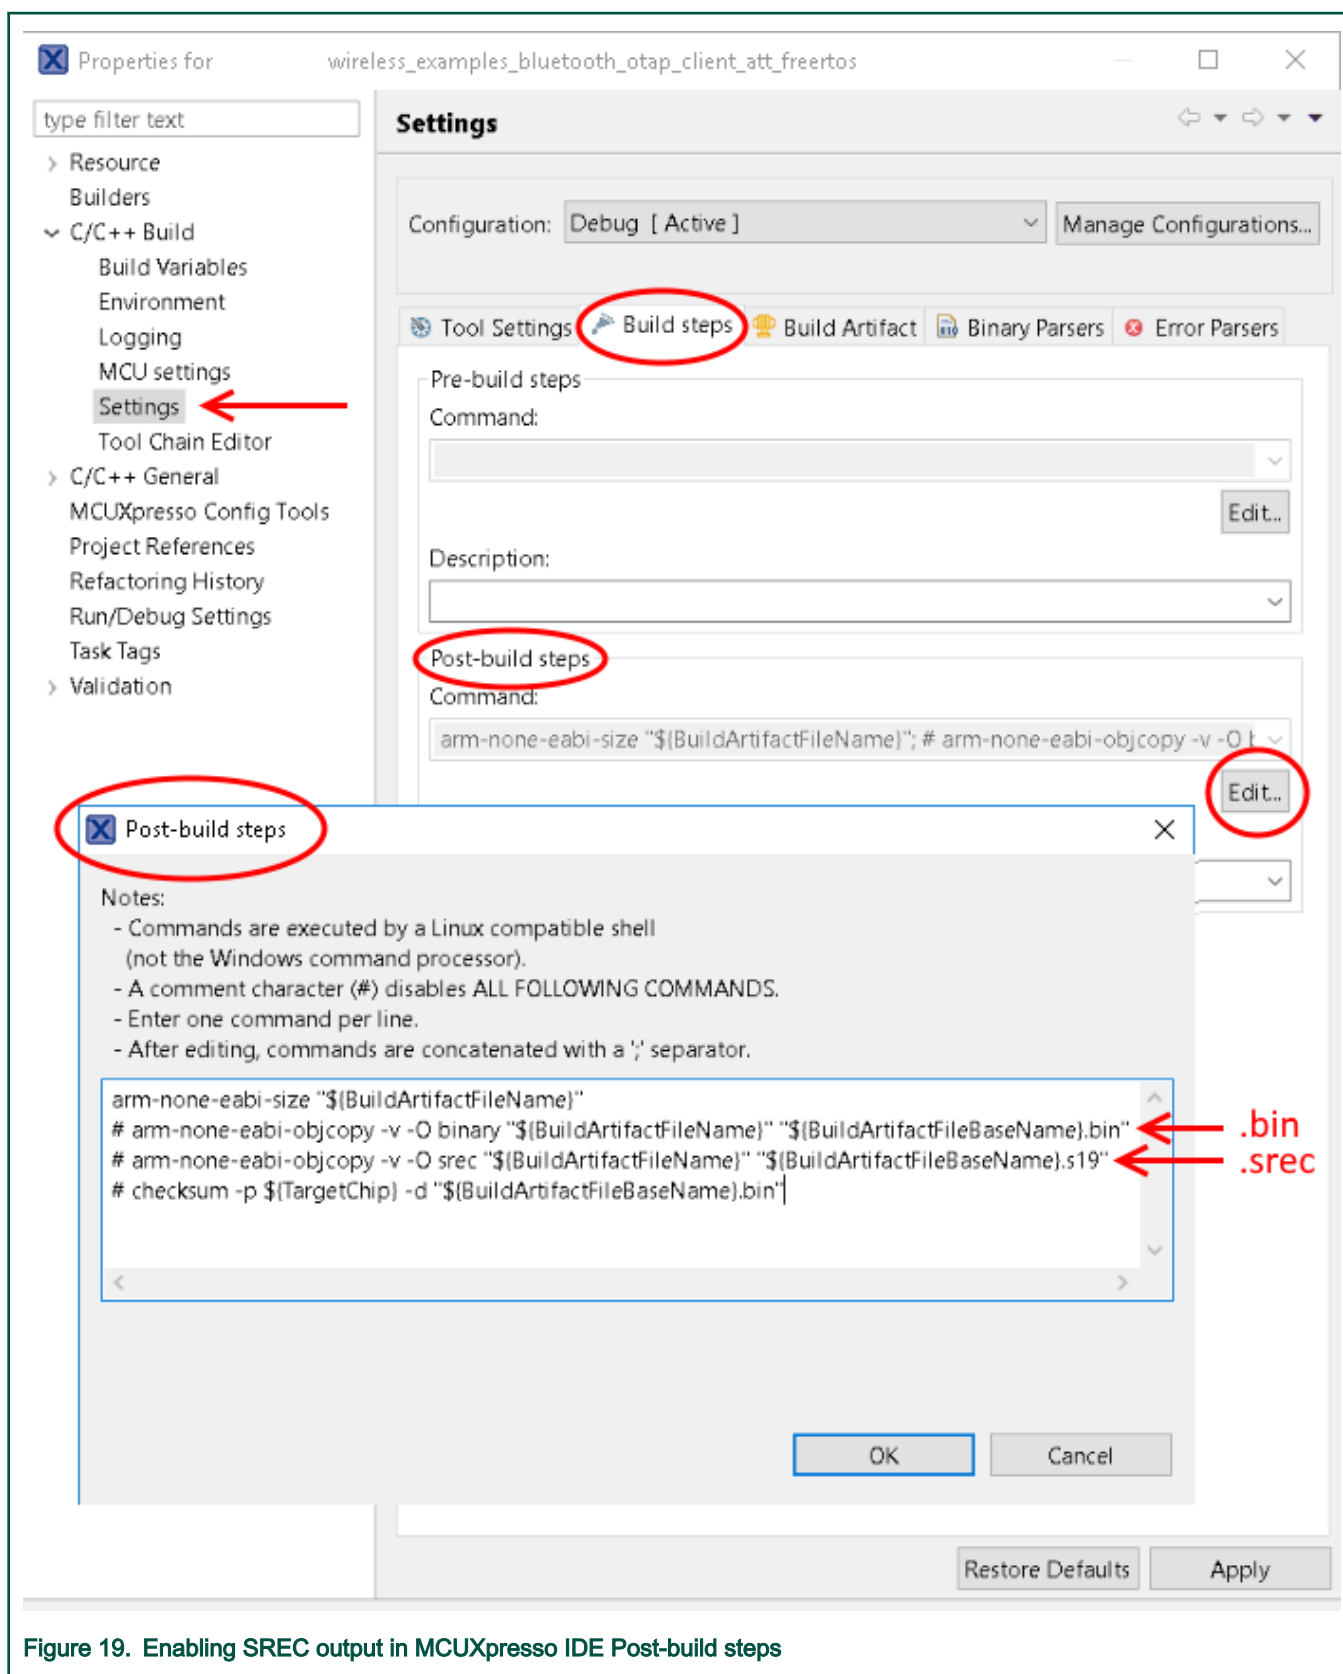 Properties for wireless_examples_bluetooth_otap_client_att_freertos
type filter text
Resource
Builders
C/C++ Build
Build Variables
Environment
Logging
MCU settings
Settings
Tool Chain Editor
C/C++ General
MCUXpresso Config Tools
Project References
Refactoring History
Run/Debug Settings
Task Tags
Validation
Settings
Configuration: Debug [ Active ] Manage Configurations...
Tool Settings Build steps Build Artifact Binary Parsers Error Parsers
Pre-build steps
Command:
Edit...
Description:
Post-build steps
Command:
arm-none-eabi-size "${BuildArtifactFileName}"; # arm-none-eabi-objcopy -v -O
Edit...
Post-build steps
Notes:
- Commands are executed by a Linux compatible shell
(not the Windows command processor).
- A comment character (#) disables ALL FOLLOWING COMMANDS.
- Enter one command per line.
- After editing, commands are concatenated with a ';' separator.
arm-none-eabi-size "${BuildArtifactFileName}"
# arm-none-eabi-objcopy -v -O binary "${BuildArtifactFileName}" "${BuildArtifactFileBaseName}.bin" .bin
# arm-none-eabi-objcopy -v -O srec "${BuildArtifactFileName}" "${BuildArtifactFileBaseName}.s19" .srec
# checksum -p ${TargetChip} -d "${BuildArtifactFileBaseName}.bin"
OK Cancel
Restore Defaults Apply
Figure 19. Enabling SREC output in MCUXpresso IDE Post-build steps